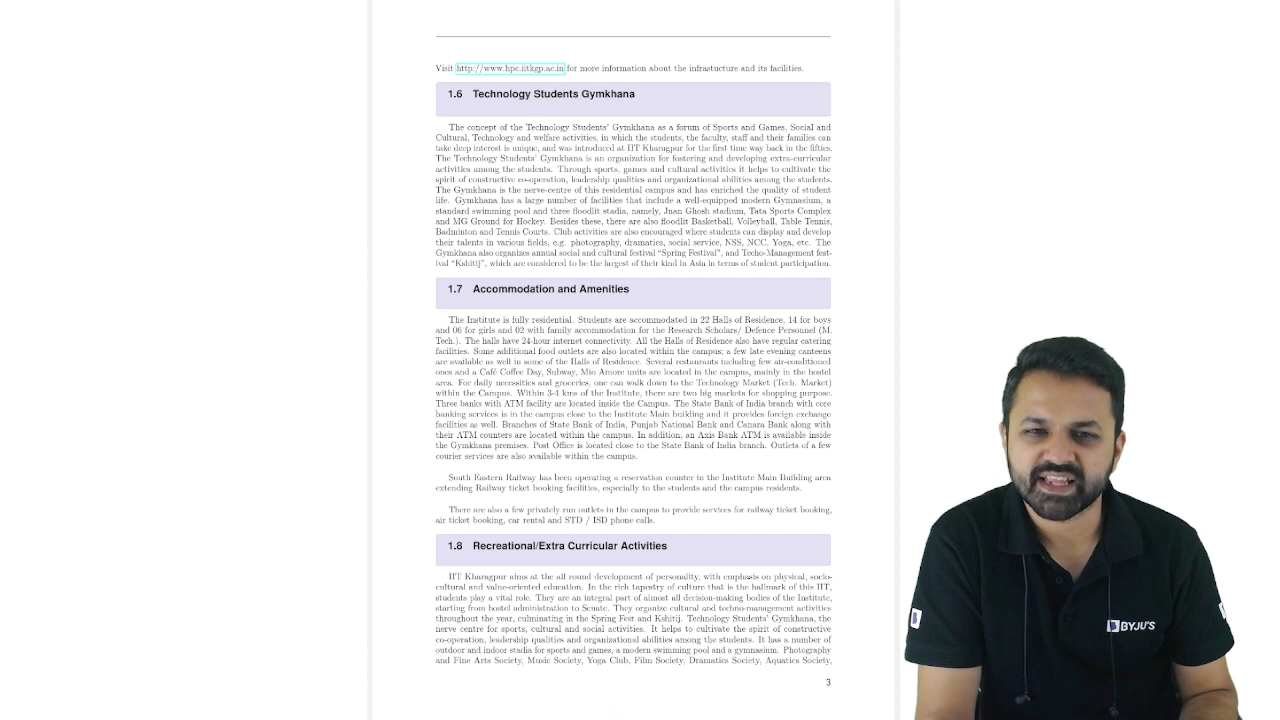 Visit http://www.hpc.iitkgp.ac.in for more information about the infrastucture and its facilities.
1.6 Technology Students Gymkhana
The concept of the Technology Students' Gymkhana as a forum of Sports and Games, Social and
Cultural, Technology and welfare activities, in which the students, the faculty, staff and their families can
take deep interest is unique, and was introduced at IIT Kharagpur for the first time way back in the fifties.
The Technology Students' Gymkhana is an organization for fostering and developing extra-curricular
activities among the students. Through sports, games and cultural activities it helps to cultivate the
spirit of constructive co-operation, leadership qualities and organizational abilities among the students.
The Gymkhana is the nerve-centre of this residential campus and has enriched the quality of student
life. Gymkhana has a large number of facilities that include a well-equipped modern Gymnasium, a
standard swimming pool and three floodlit stadia, namely, Jnan Ghosh stadium, Tata Sports Complex
and MG Ground for Hockey. Besides these, there are also floodlit Basketball, Volleyball, Table Tennis,
Badminton and Tennis Courts. Club activities are also encouraged where students can display and develop
their talents in various fields, e.g. photography, dramatics, social service, NSS, NCC, Yoga, etc. The
Gymkhana also organizes annual social and cultural festival "Spring Festival", and Techo-Management fest-
ival "Kshitij", which are considered to be the largest of their kind in Asia in terms of student participation.
1.7 Accommodation and Amenities
The Institute is fully residential. Students are accommodated in 22 Halls of Residence, 14 for boys
and 06 for girls and 02 with family accommodation for the Research Scholars/ Defence Personnel (M.
Tech.). The halls have 24-hour internet connectivity. All the Halls of Residence also have regular catering
facilities. Some additional food outlets are also located within the campus; a few late evening canteens
are available as well in some of the Halls of Residence. Several restaurants including few air-conditioned
ones and a Café Coffee Day, Subway, Mio Amore units are located in the campus, mainly in the hostel
area. For daily necessities and groceries, one can walk down to the Technology Market (Tech. Market)
within the Campus. Within 3-4 kms of the Institute, there are two big markets for shopping purpose.
Three banks with ATM facility are located inside the Campus. The State Bank of India branch with core
banking services is in the campus close to the Institute Main building and it provides foreign exchange
facilities as well. Branches of State Bank of India, Punjab National Bank and Canara Bank along with
their ATM counters are located within the campus. In addition, an Axis Bank ATM is available inside
the Gymkhana premises. Post Office is located close to the State Bank of India branch. Outlets of a few
courier services are also available within the campus.
South Eastern Railway has been operating a reservation counter in the Institute Main Building area
extending Railway ticket booking facilities, especially to the students and the campus residents.
There are also a few privately run outlets in the campus to provide services for railway ticket booking,
air ticket booking, car rental and STD / ISD phone calls.
1.8 Recreational/Extra Curricular Activities
IIT Kharagpur aims at the all round development of personality, with emphasis on physical, socio-
cultural and value-oriented education. In the rich tapestry of culture that is the hallmark of this IIT,
students play a vital role. They are an integral part of almost all decision-making bodies of the Institute,
starting from hostel administration to Senate. They organize cultural and techno-management activities
throughout the year, culminating in the Spring Fest and Kshitij. Technology Students' Gymkhana, the
nerve centre for sports, cultural and social activities. It helps to cultivate the spirit of constructive
co-operation, leadership qualities and organizational abilities among the students. It has a number of
outdoor and indoor stadia for sports and games, a modern swimming pool and a gymnasium. Photography
and Fine Arts Society, Music Society, Yoga Club, Film Society, Dramatics Society, Aquatics Society,
3
BYJU'S